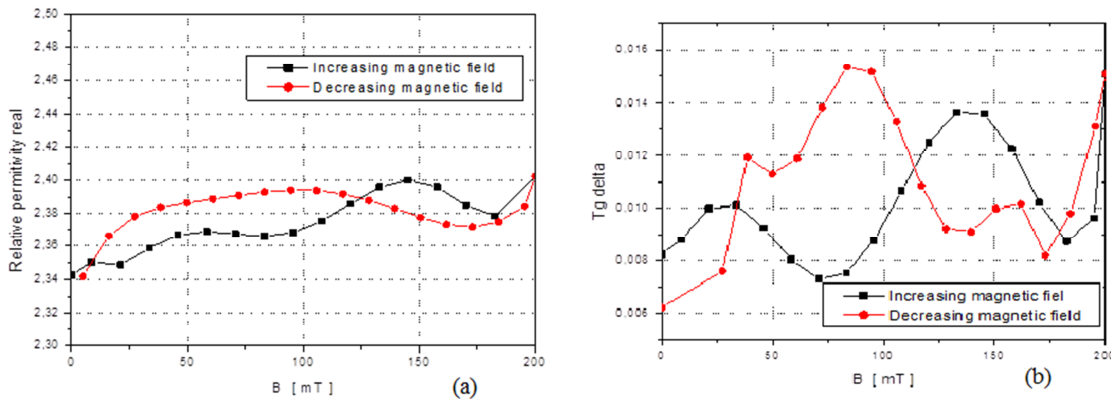 2,50
2,48
2,46
2,44
2,42
2,40
2,38
2,36
2,34
2,32
2,30
Relative permitivity real
Increasing magnetic field
Decreasing magnetic field
0
50
100
150
200
B [ mT ]
(a)
0,016
0,014
0,012
0,010
0,008
0,006
Tg delta
Increasing magnetic fiel
Decreasing magnetic field
0
50
100
150
200
B [ mT ]
(b)